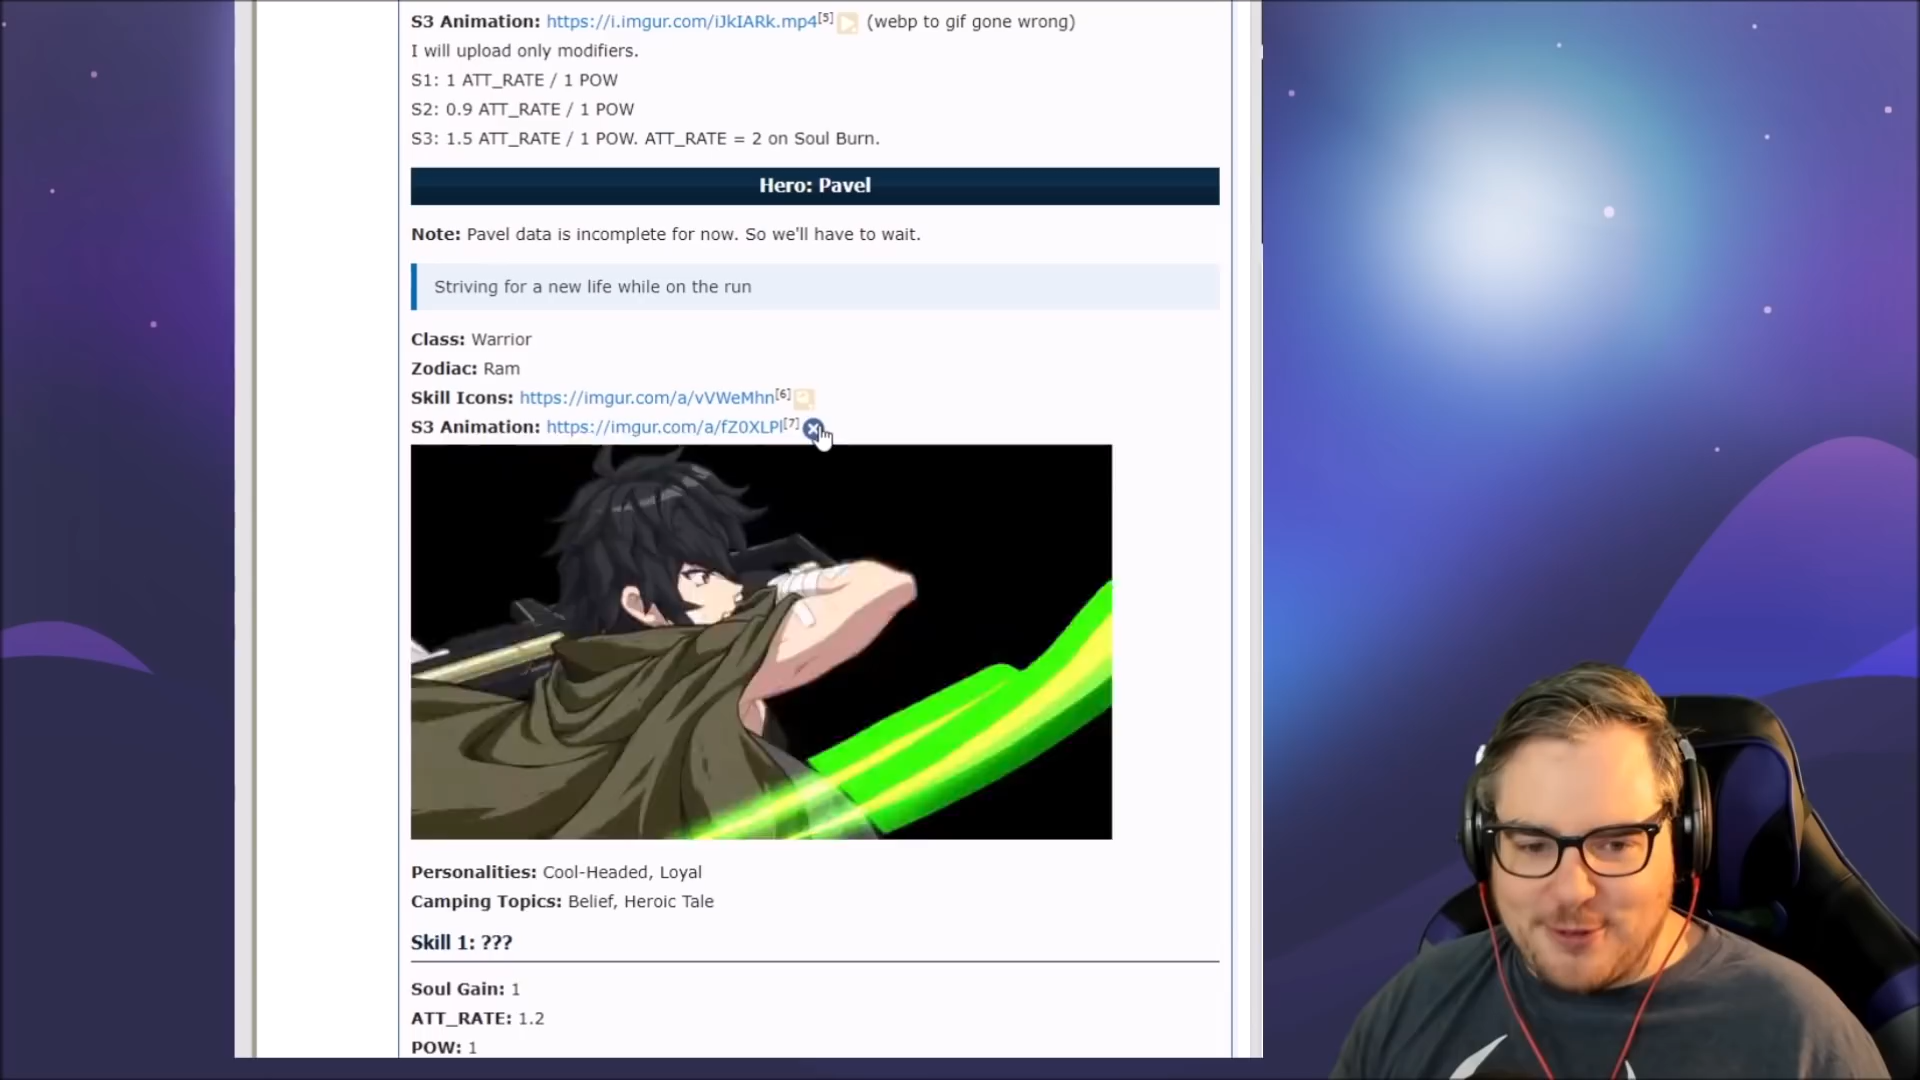 S3 Animation: https://i.imgur.com/iJkIARk.mp4[5] (webp to gif gone wrong)
I will upload only modifiers.
S1: 1 ATT_RATE / 1 POW
S2: 0.9 ATT_RATE / 1 POW
S3: 1.5 ATT_RATE / 1 POW. ATT_RATE = 2 on Soul Burn.
Hero: Pavel
Note: Pavel data is incomplete for now. So we'll have to wait.
Striving for a new life while on the run
Class: Warrior
Zodiac: Ram
Skill Icons: https://imgur.com/a/vVWeMhn[6]
S3 Animation: https://imgur.com/a/fZ0XLPl[7]
Personalities: Cool-Headed, Loyal
Camping Topics: Belief, Heroic Tale
Skill 1: ???
Soul Gain: 1
ATT_RATE: 1.2
POW: 1